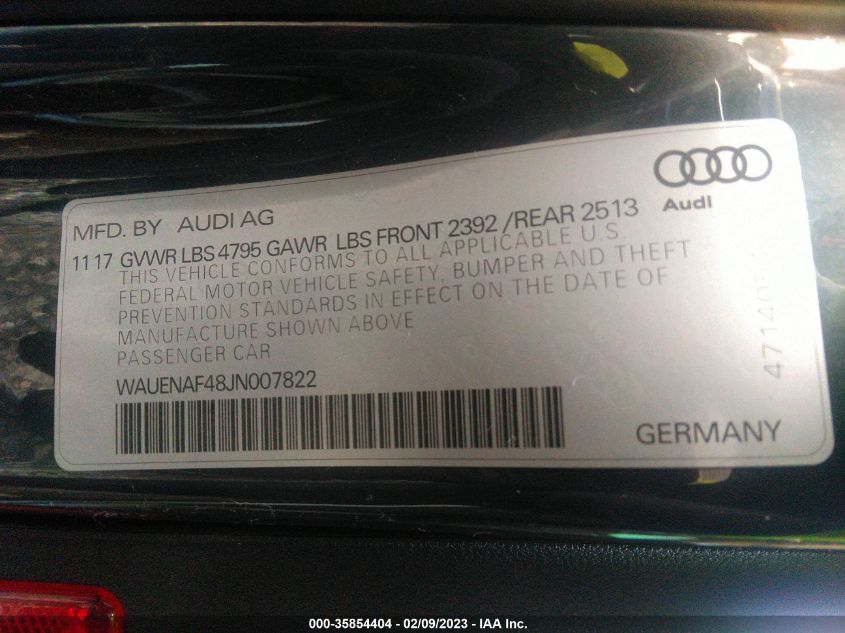 MFD. BY AUDI AG
Audi
11 17 GVWR LBS 4795 GAWR LBS FRONT 2392 /REAR 2513
THIS VEHICLE CONFORMS TO ALL APPLICABLE U.S.
FEDERAL MOTOR VEHICLE SAFETY, BUMPER AND THEFT
PREVENTION STANDARDS IN EFFECT ON THE DATE OF
MANUFACTURE SHOWN ABOVE
PASSENGER CAR
WAUENAF48JN007822
GERMANY
000-35854404 - 02/09/2023 - IAA Inc.